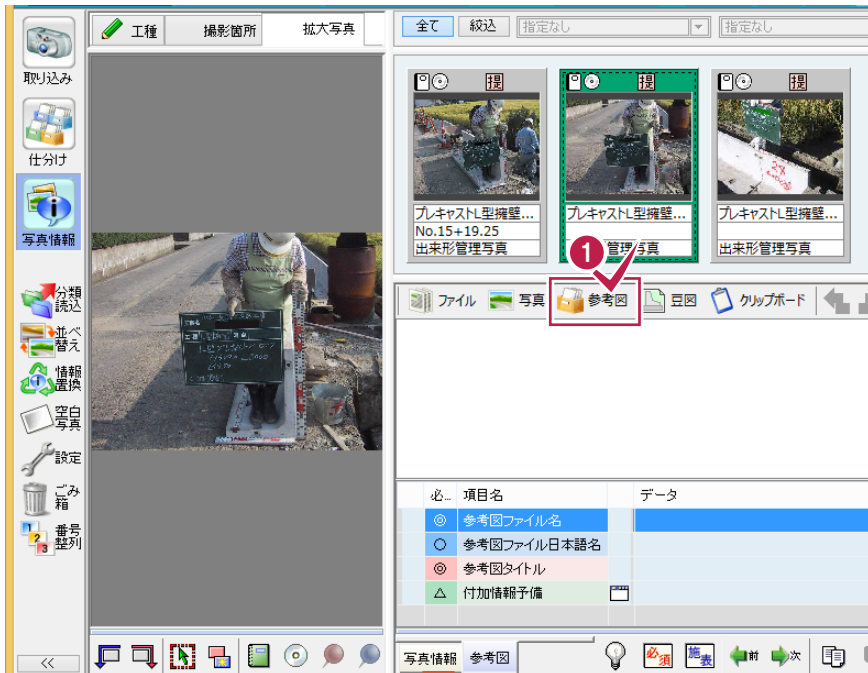 取り込み
仕分け
写真情報
分類
読込
並べ
替え
情報
置換
空白
写真
設定
ごみ
箱
番号
整列
<<
工種
撮影箇所
拡大写真
全て
絞込
指定なし
指定なし
提
提
提
プレキャストL型擁壁...
No.15+19.25
出来形管理写真
プレキャストL型擁壁...
管理写真
プレキャストL型擁壁...
出来形管理写真
1
ファイル
写真
参考図
豆図
クリップボード
必...
項目名
データ
◎
参考図ファイル名
○
参考図ファイル日本語名
◎
参考図タイトル
△
付加情報予備
写真情報
参考図
必須
施表
前
次